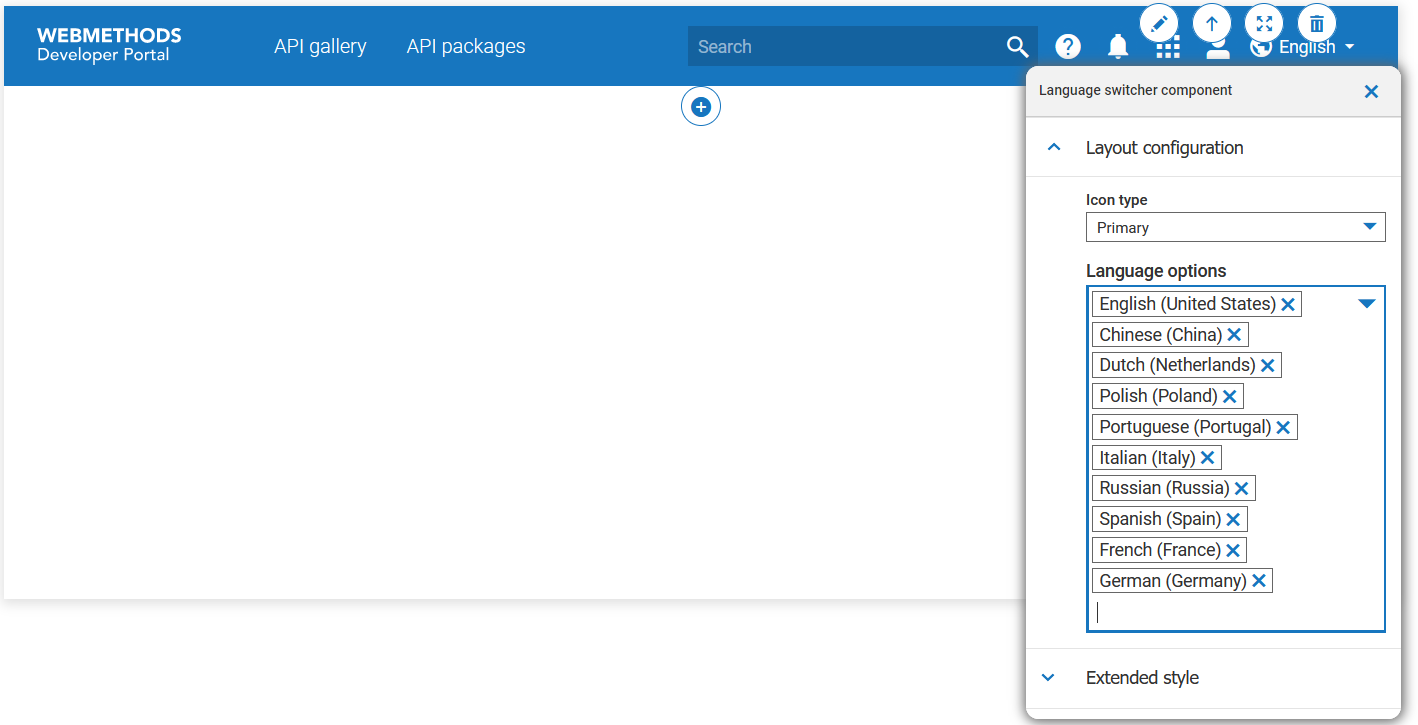 WEBMETHODS
Developer Portal
API gallery
API packages
Search
English
Language switcher component
Layout configuration
Icon type
Primary
Language options
English (United States)
Chinese (China)
Dutch (Netherlands)
Polish (Poland)
Portuguese (Portugal)
Italian (Italy)
Russian (Russia)
Spanish (Spain)
French (France)
German (Germany)
Extended style